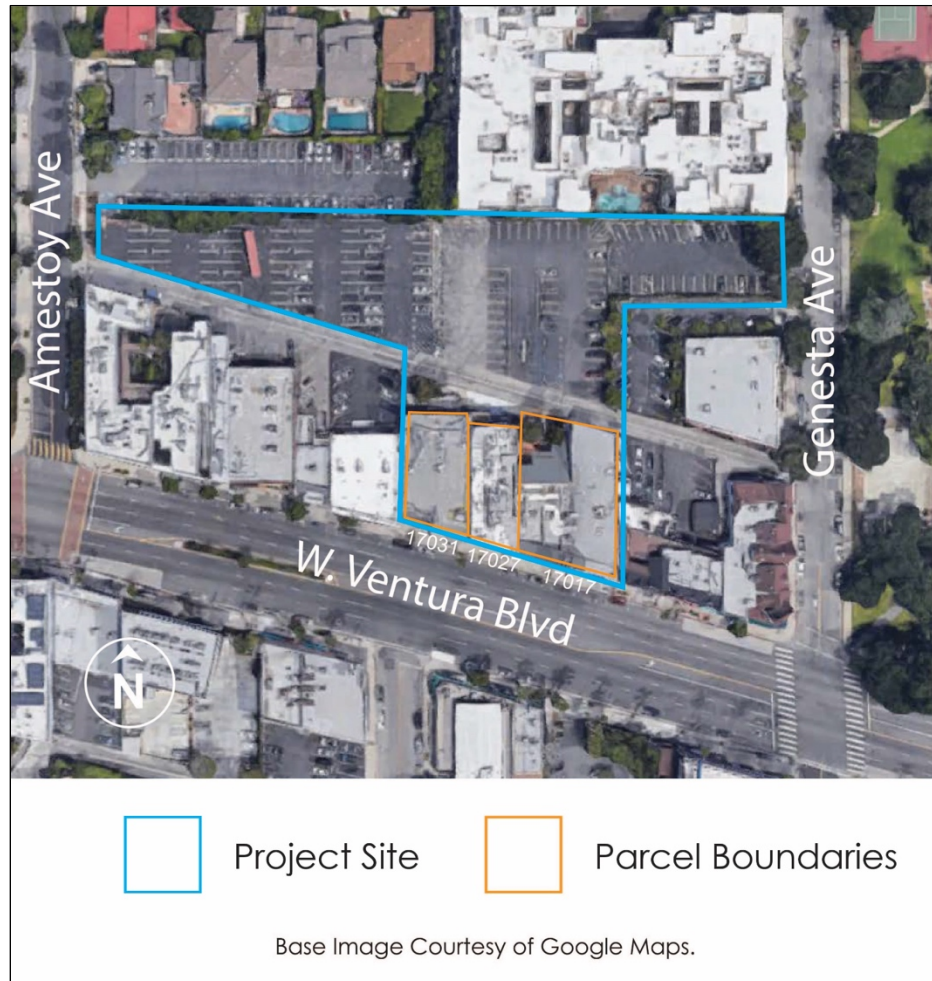 Amestoy Ave
Genesta Ave
17031 17027 17017
W. Ventura Blvd
N
Project Site
Parcel Boundaries
Base Image Courtesy of Google Maps.